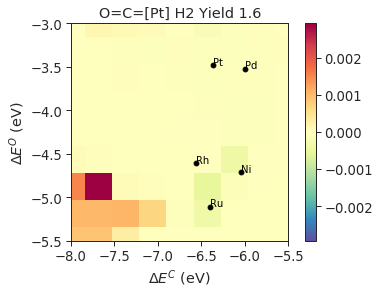 O=C=[Pt] H2 Yield 1.6
−3.0
−3.5
−4.0
−4.5
−5.0
−5.5
ΔE^O (eV)
Pt
Pd
Rh
Ni
Ru
−8.0 −7.5 −7.0 −6.5 −6.0 −5.5
ΔE^C (eV)
0.002
0.001
0.000
−0.001
−0.002